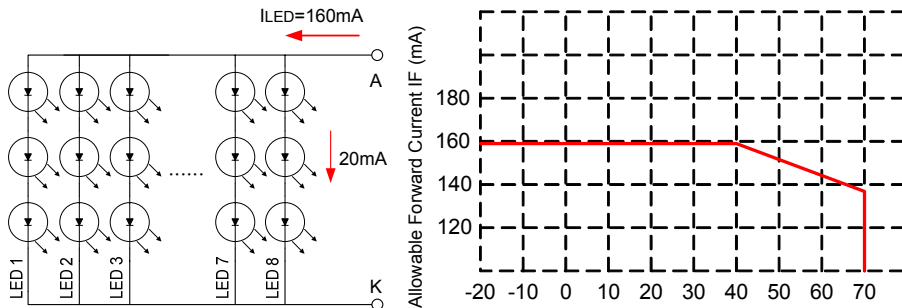 ILED=160mA
A
20mA
......
LED 1
LED 2
LED 3
LED 7
LED 8
K
Allowable Forward Current IF (mA)
180
160
140
120
-20 -10 0 10 20 30 40 50 60 70